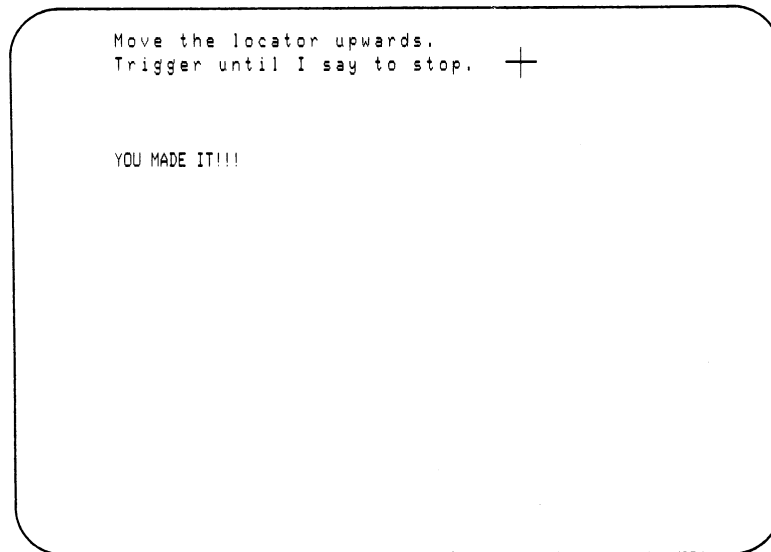 Move the locator upwards.
Trigger until I say to stop.
YOU MADE IT!!!